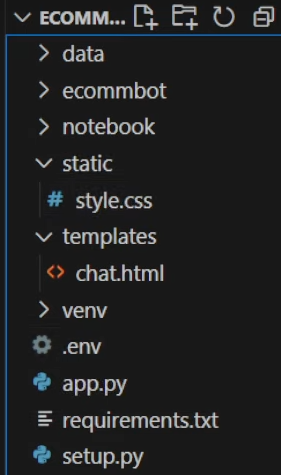 ECOMM...
data
ecommbot
notebook
static
# style.css
templates
<> chat.html
venv
.env
app.py
requirements.txt
setup.py